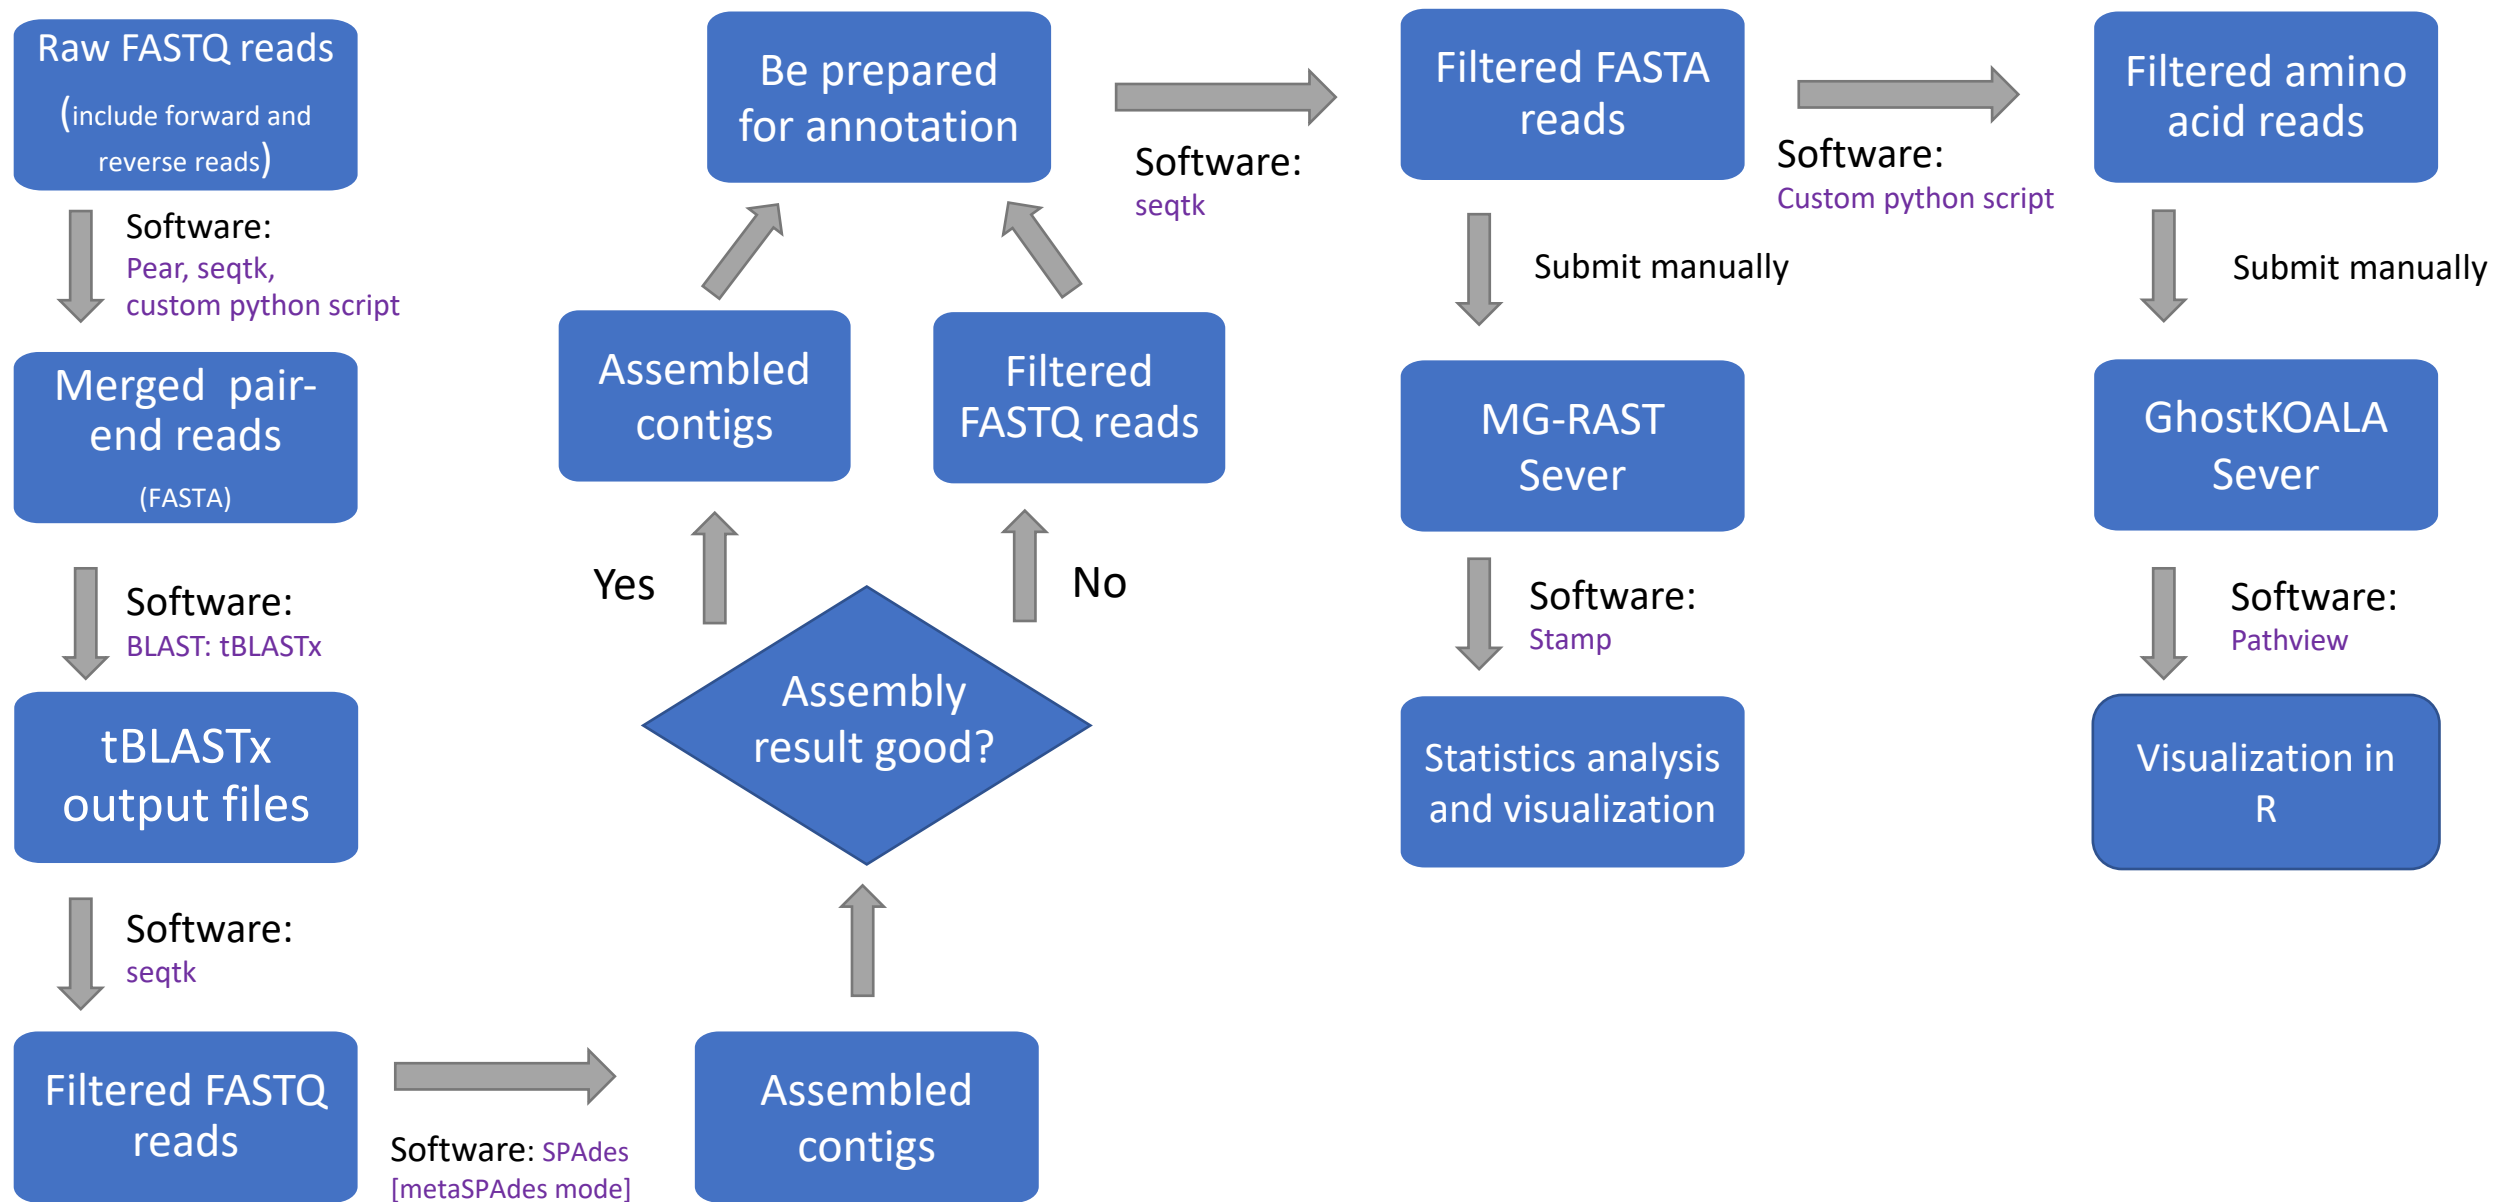 Raw FASTQ reads
(include forward and
reverse reads)
Software:
Pear, seqtk,
custom python script
Merged pair-
end reads
(FASTA)
Software:
BLAST: tBLASTx
tBLASTx
output files
Software:
seqtk
Filtered FASTQ
reads
Software: SPAdes
[metaSPAdes mode]
Assembled
contigs
Assembly
result good?
Yes
No
Assembled
contigs
Filtered
FASTQ reads
Be prepared
for annotation
Software:
seqtk
Filtered FASTA
reads
Software:
Custom python script
Submit manually
MG-RAST
Sever
Software:
Stamp
Statistics analysis
and visualization
Filtered amino
acid reads
Submit manually
GhostKOALA
Sever
Software:
Pathview
Visualization in
R